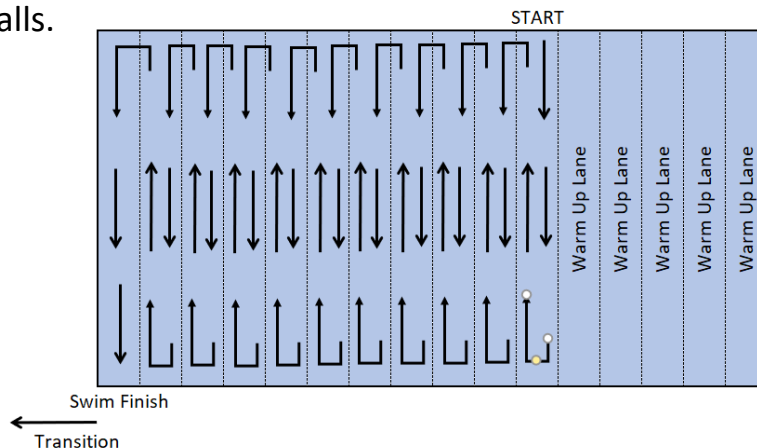 alls.
START
Warm Up Lane
Warm Up Lane
Warm Up Lane
Warm Up Lane
Warm Up Lane
Swim Finish
Transition